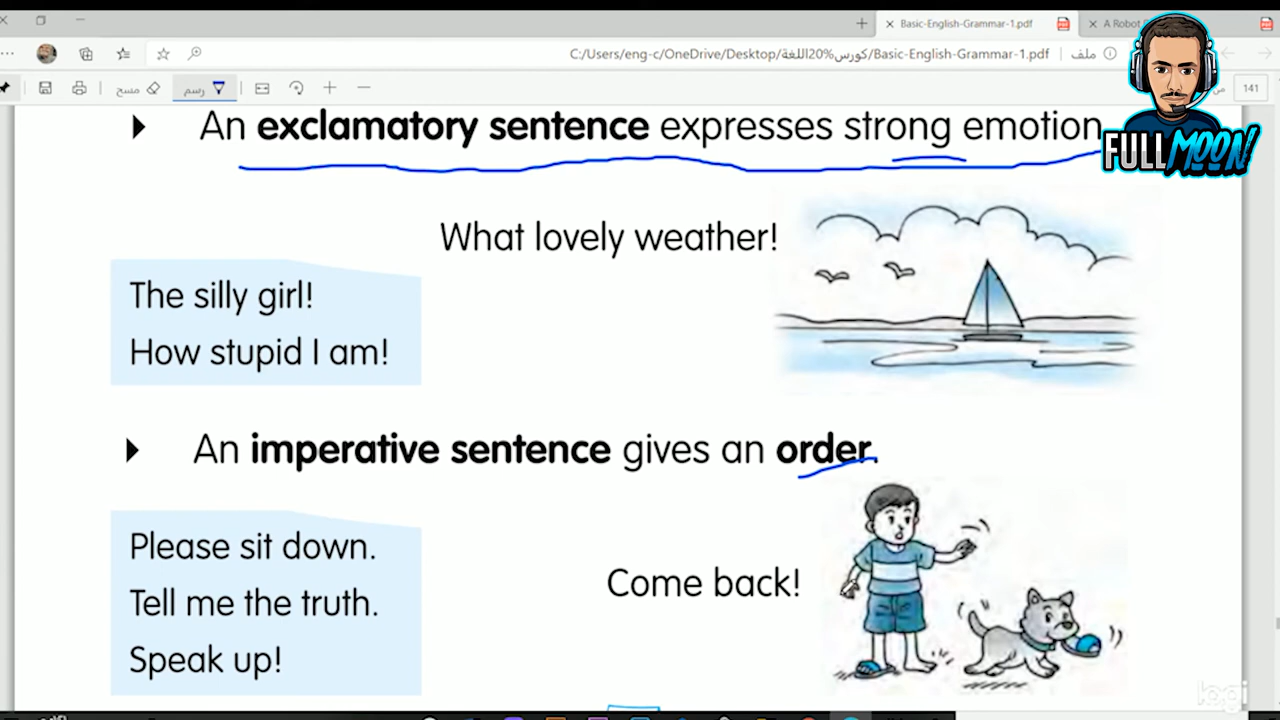 Basic-English-Grammar-1.pdf
A Robot
C:/Users/eng-c/OneDrive/Desktop/كورس%20اللغة/Basic-English-Grammar-1.pdf
ملف
مسح
رسم
141
FULL MOON
An exclamatory sentence expresses strong emotion
What lovely weather!
The silly girl!
How stupid I am!
An imperative sentence gives an order.
Please sit down.
Tell me the truth.
Speak up!
Come back!
logi